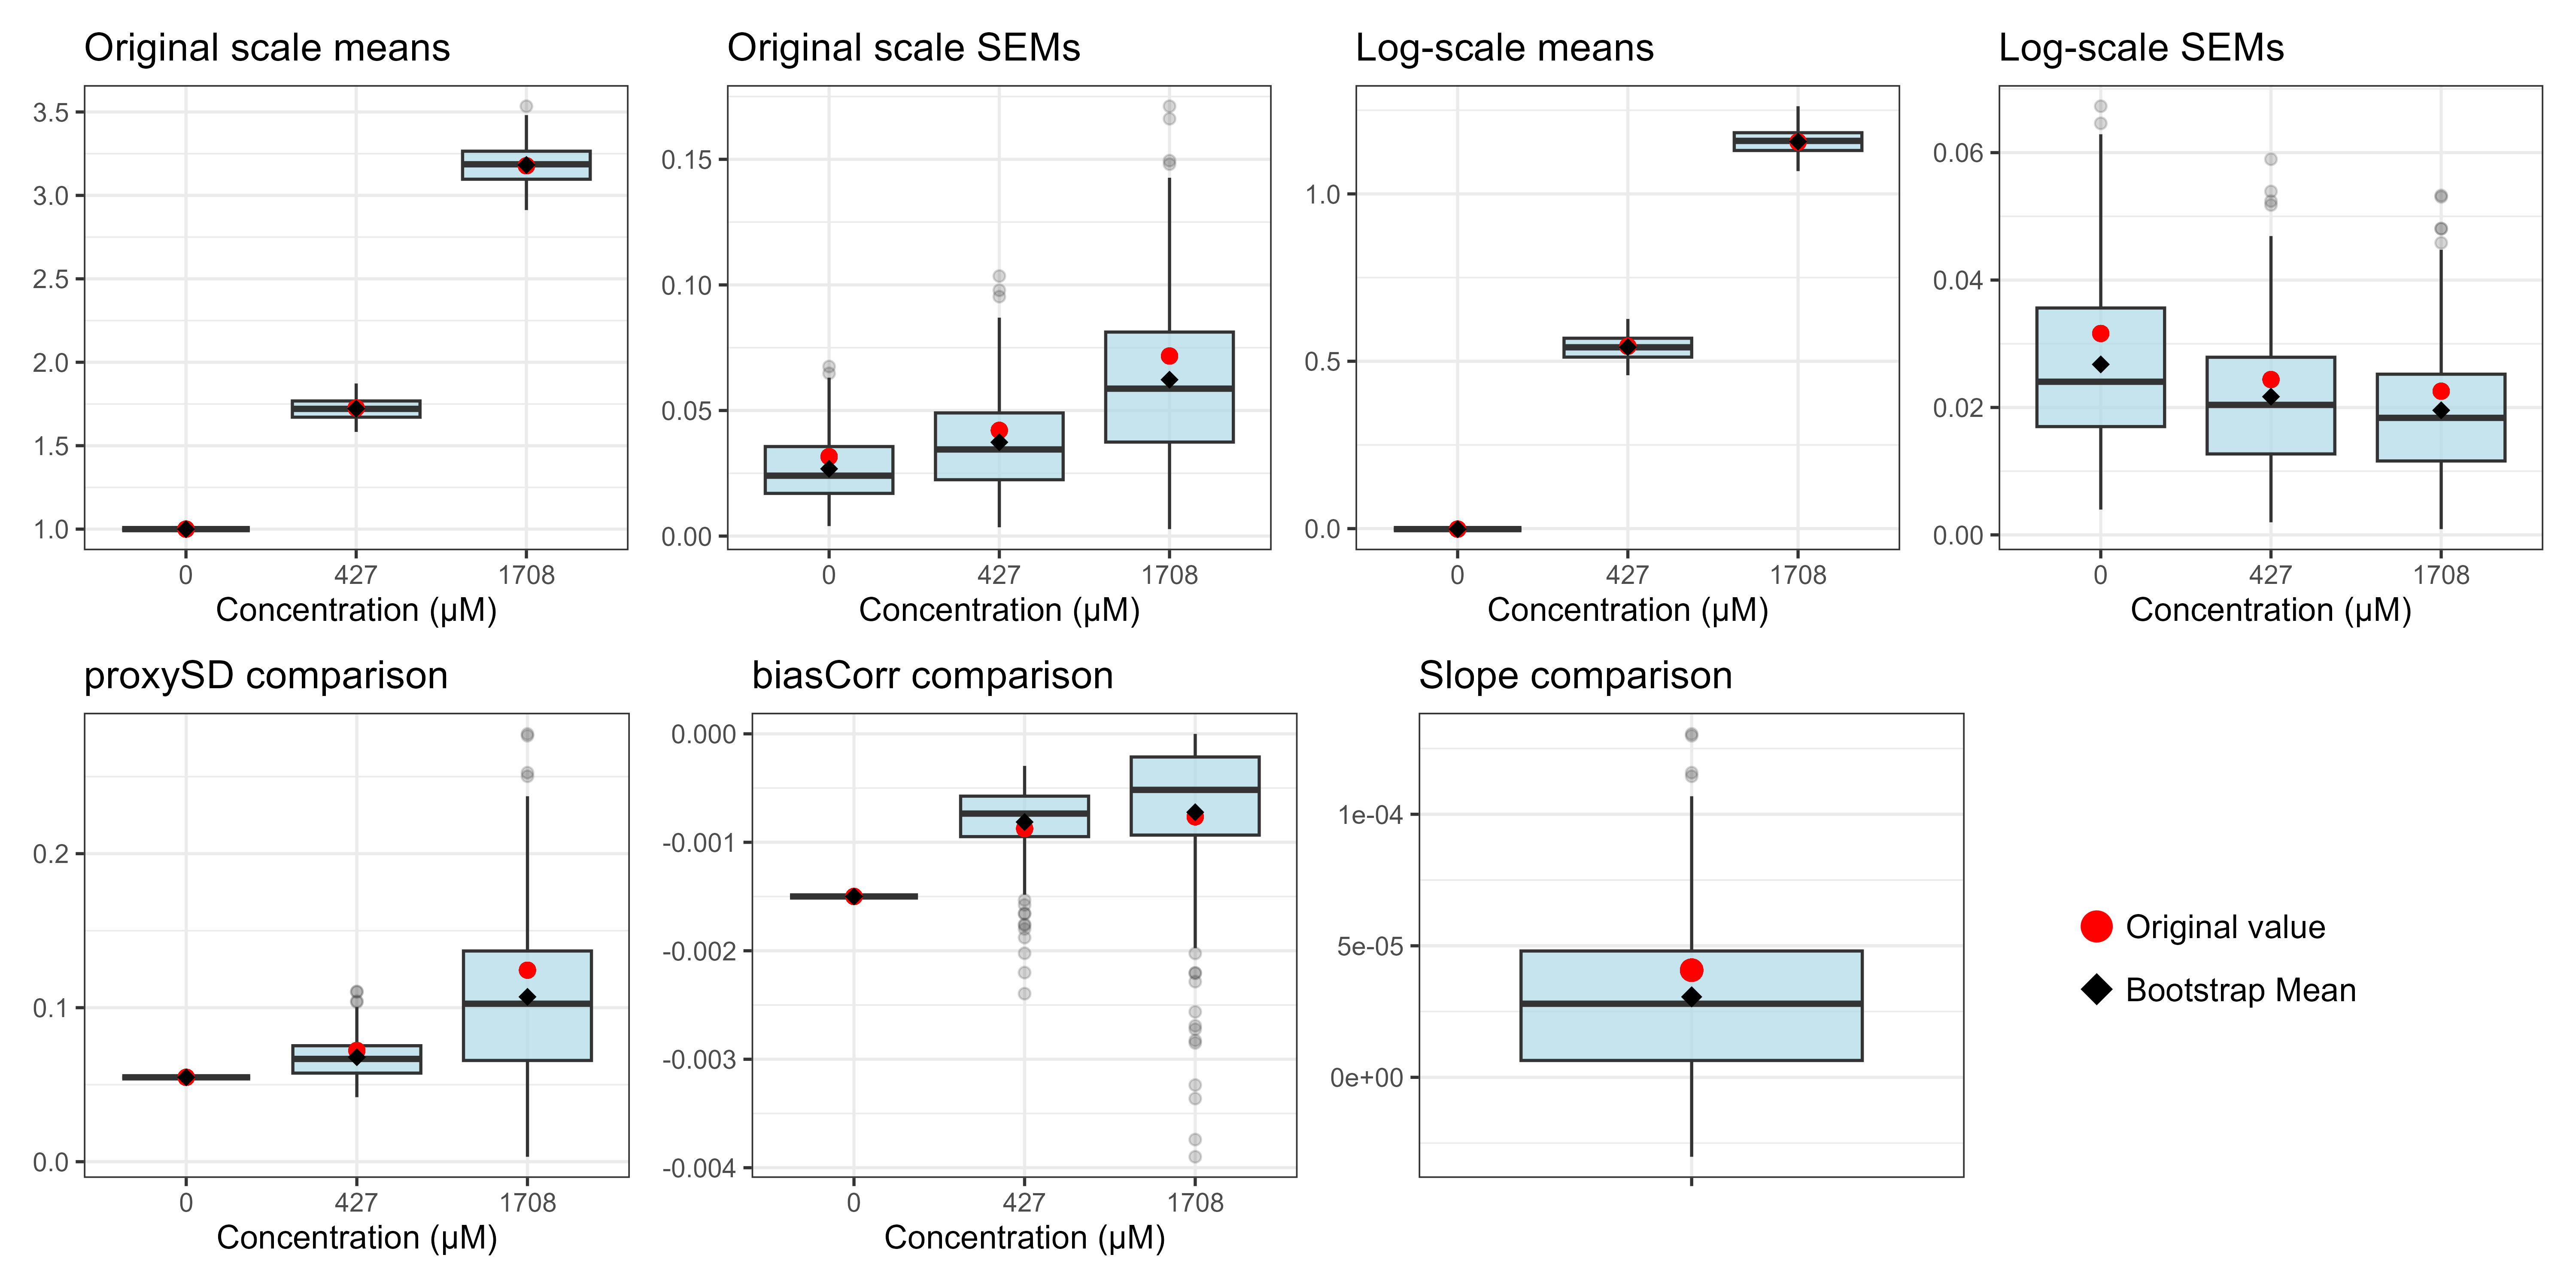 Original scale means
3.5
3.0
2.5
2.0
1.5
1.0
0 427 1708
Concentration (µM)
Original scale SEMs
0.15
0.10
0.05
0.00
0 427 1708
Concentration (µM)
Log-scale means
1.0
0.5
0.0
0 427 1708
Concentration (µM)
Log-scale SEMs
0.06
0.04
0.02
0.00
0 427 1708
Concentration (µM)
proxySD comparison
0.2
0.1
0.0
0 427 1708
Concentration (µM)
biasCorr comparison
0.000
-0.001
-0.002
-0.003
-0.004
0 427 1708
Concentration (µM)
Slope comparison
1e-04
5e-05
0e+00
Original value
Bootstrap Mean